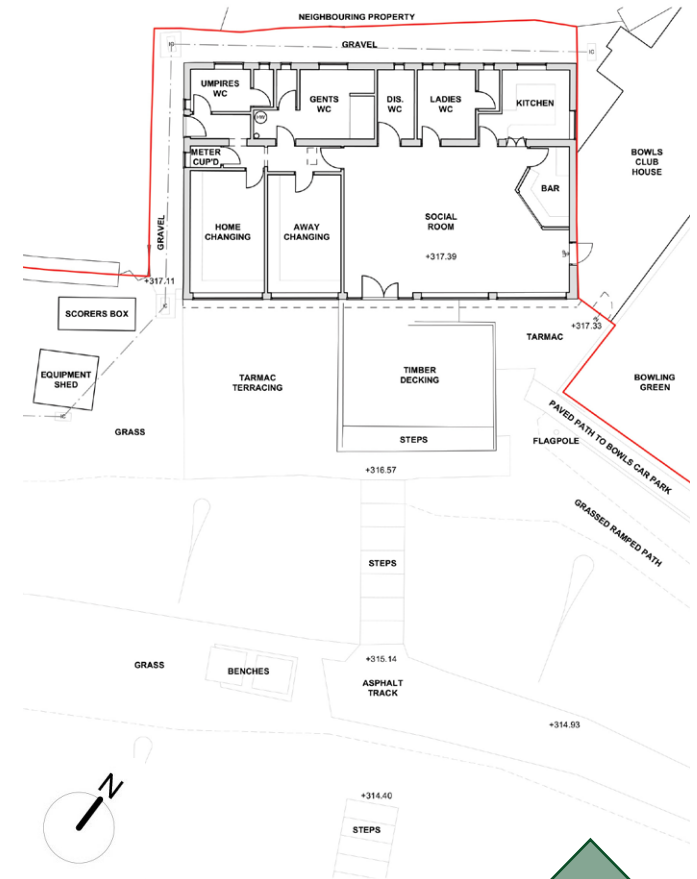 NEIGHBOURING PROPERTY
GRAVEL
UMPIRES
WC
GENTS
WC
DIS.
WC
LADIES
WC
KITCHEN
HW
METER
CUP'D
BOWLS
CLUB
HOUSE
BAR
HOME
CHANGING
AWAY
CHANGING
SOCIAL
ROOM
+317.39
GRAVEL
+317.11
SCORERS BOX
+317.33
TARMAC
EQUIPMENT
SHED
TARMAC
TERRACING
TIMBER
DECKING
BOWLING
GREEN
GRASS
STEPS
FLAGPOLE
PAVED PATH TO BOWLS CAR PARK
+316.57
GRASSED RAMPED PATH
STEPS
+315.14
GRASS
BENCHES
ASPHALT
TRACK
+314.93
N
+314.40
STEPS